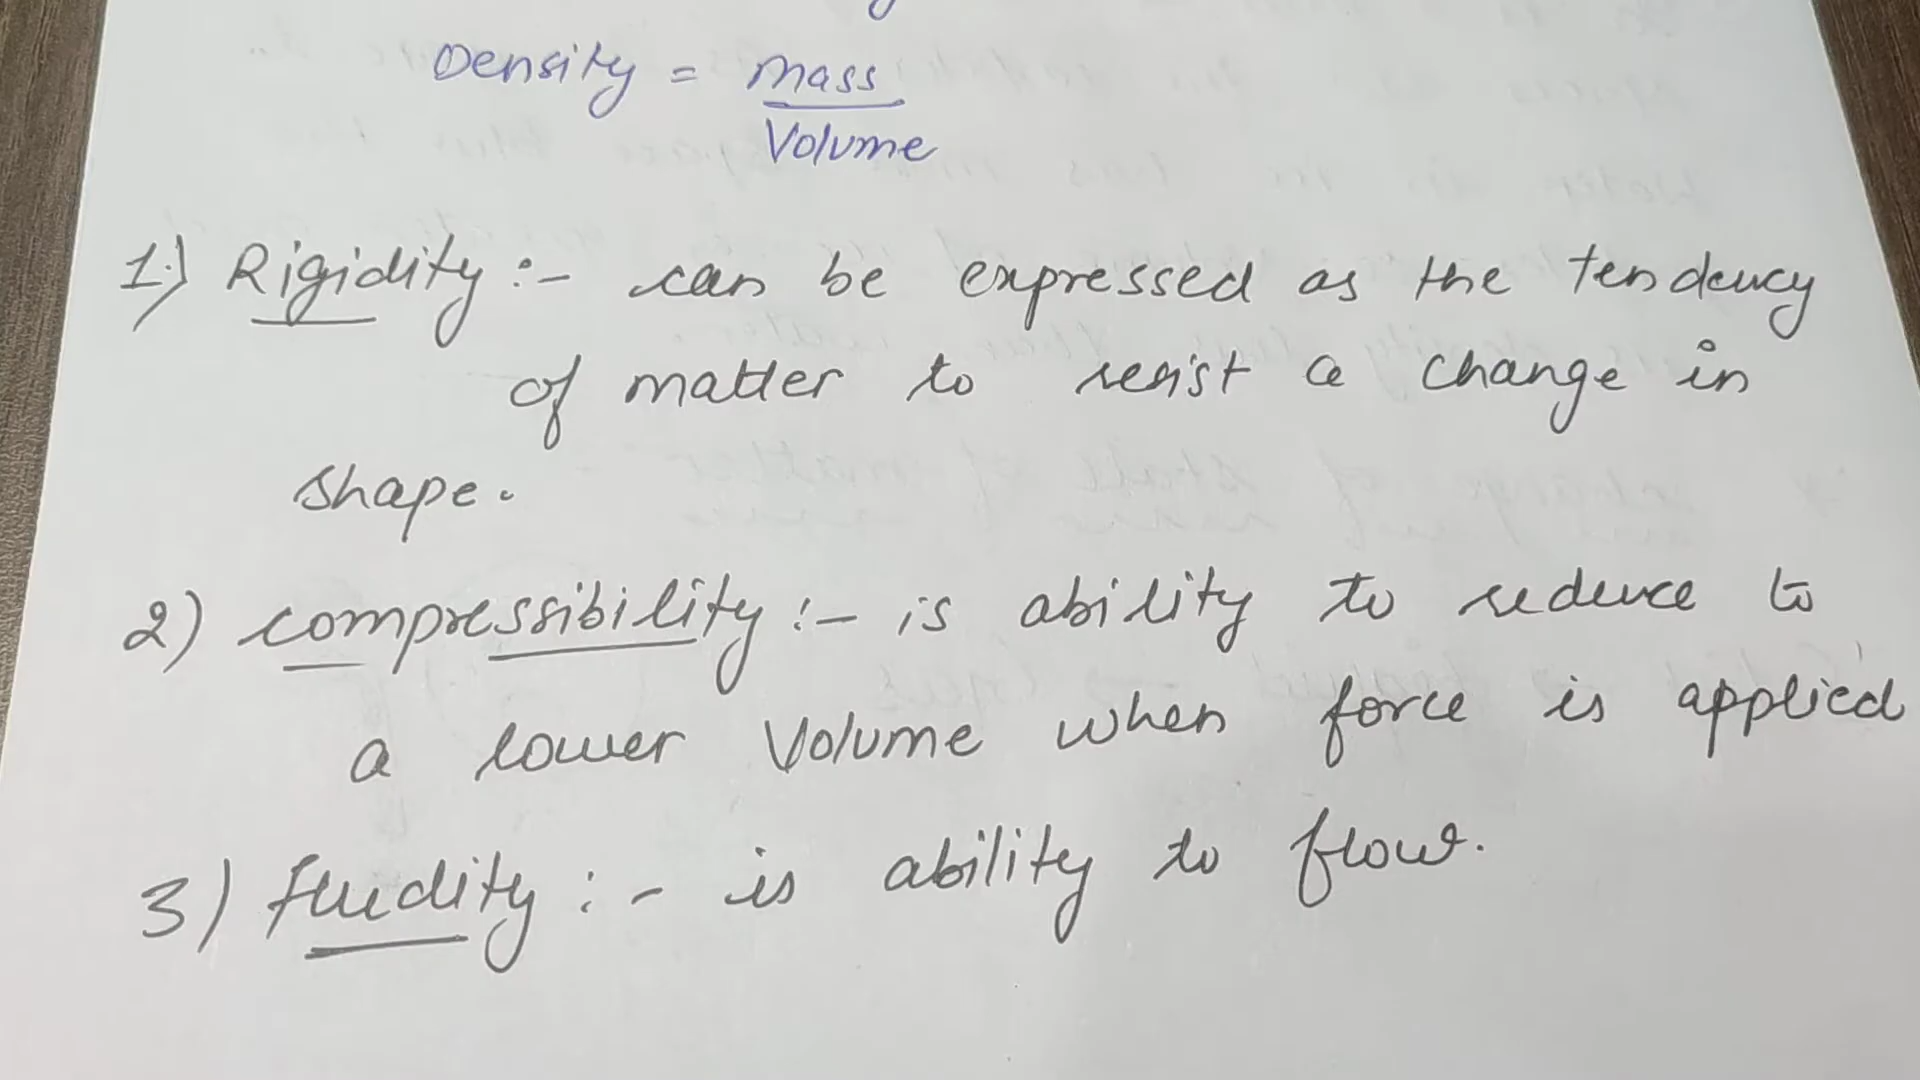 Density = Mass
Volume
1.) Rigidity :- can be expressed as the tendency
of matter to resist a change in
shape.
2) compressibility :- is ability to reduce to
a lower Volume when force is applied
3) fluidity :- is ability to flow.